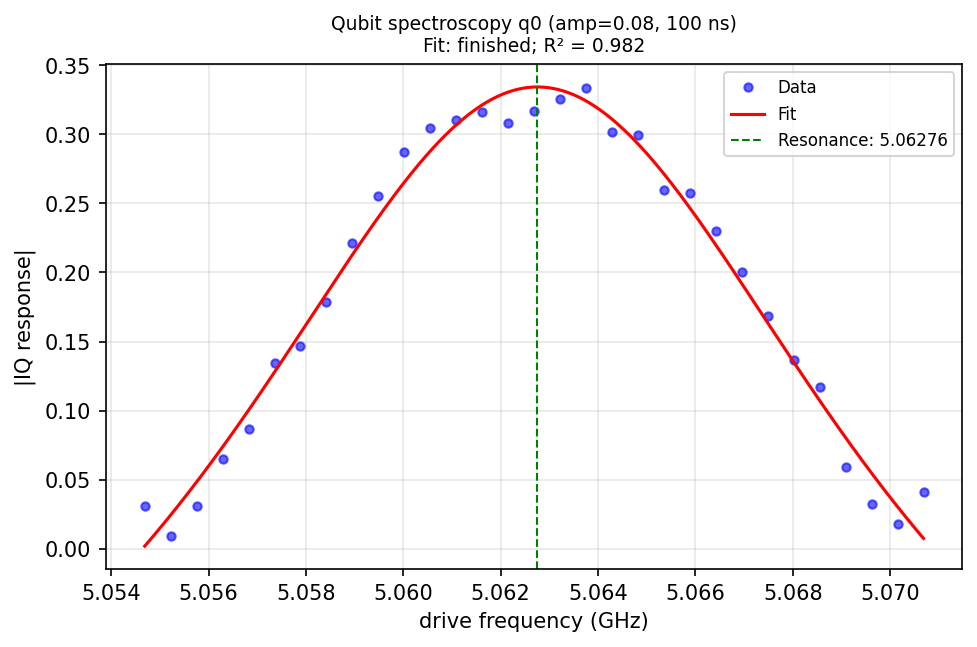 Qubit spectroscopy q0 (amp=0.08, 100 ns)
Fit: finished; R² = 0.982
0.35
0.30
0.25
0.20
0.15
0.10
0.05
0.00
|IQ response|
Data
Fit
Resonance: 5.06276
5.054 5.056 5.058 5.060 5.062 5.064 5.066 5.068 5.070
drive frequency (GHz)